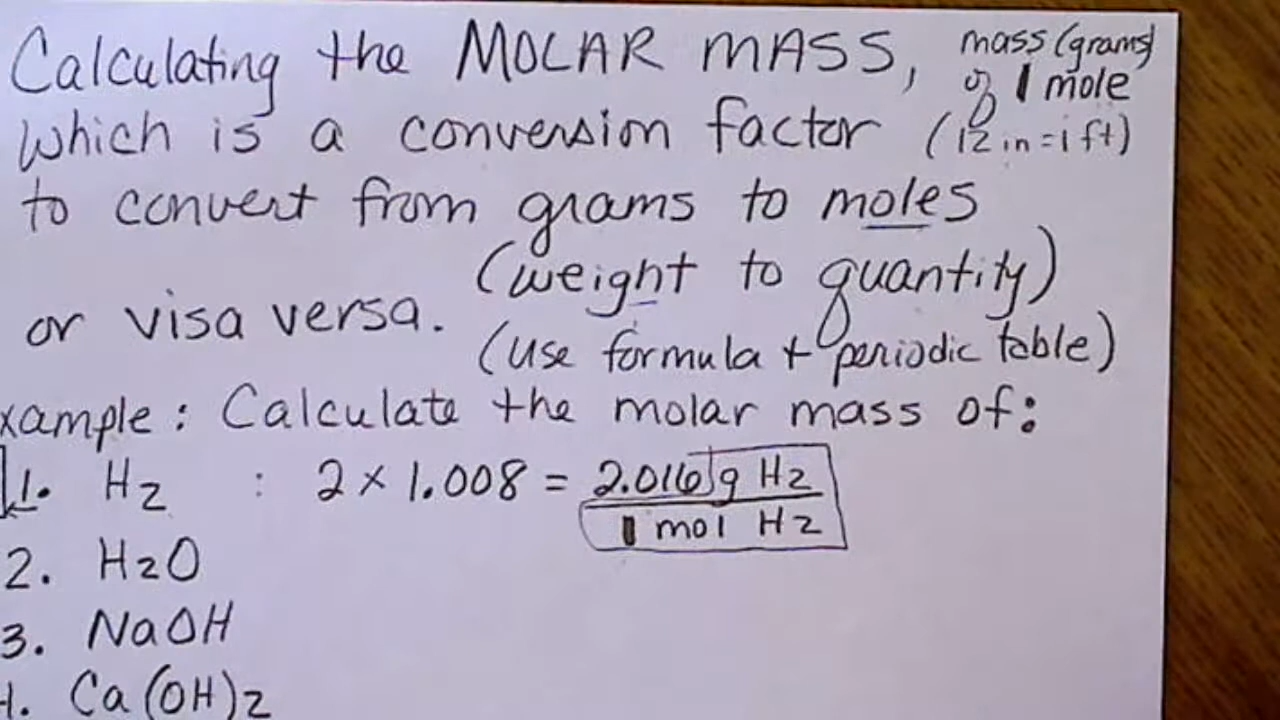 Calculating the MOLAR MASS, mass (grams)
of 1 mole
which is a conversion factor (12 in = 1 ft)
to convert from grams to moles
(weight to quantity)
or visa versa.
(use formula + periodic table)
xample: Calculate the molar mass of:
1. H2 : 2 × 1.008 = 2.016 g H2
1 mol H2
2. H2O
3. NaOH
4. Ca(OH)2